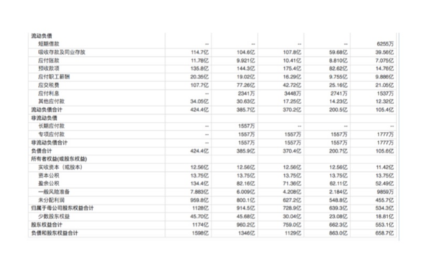 流动负债
短期借款 -- -- -- -- 6255万
吸收存款及同业存放 114.7亿 104.6亿 107.8亿 59.68亿 39.56亿
应付账款 11.78亿 9.921亿 10.41亿 8.810亿 7.075亿
预收款项 135.8亿 144.3亿 175.4亿 82.62亿 14.76亿
应付职工薪酬 20.36亿 19.02亿 16.29亿 9.755亿 9.886亿
应交税费 107.7亿 77.26亿 42.72亿 25.16亿 21.05亿
应付利息 -- 2341万 3448万 2741万 1537万
其他应付款 34.05亿 30.63亿 17.25亿 14.23亿 12.32亿
流动负债合计 424.4亿 385.7亿 370.2亿 200.5亿 105.4亿
非流动负债
长期应付款 -- 1557万
专项应付款 -- 1557万 1557万 1557万 1777万
非流动负债合计 -- 1557万 1557万 1557万 1777万
负债合计 424.4亿 385.9亿 370.4亿 200.7亿 105.6亿
所有者权益(或股东权益)
实收资本（或股本） 12.56亿 12.56亿 12.56亿 12.56亿 11.42亿
资本公积 13.75亿 13.75亿 13.75亿 13.75亿 13.75亿
盈余公积 134.4亿 82.16亿 71.36亿 62.11亿 52.49亿
一般风险准备 7.883亿 6.009亿 4.208亿 2.184亿 9859万
未分配利润 959.8亿 800.1亿 627.2亿 548.8亿 455.7亿
归属于母公司股东权益合计 1128亿 914.5亿 728.9亿 639.3亿 534.3亿
少数股东权益 45.70亿 45.68亿 30.04亿 23.08亿 18.81亿
股东权益合计 1174亿 960.2亿 759.0亿 662.3亿 553.1亿
负债和股东权益合计 1598亿 1346亿 1129亿 863.0亿 658.7亿